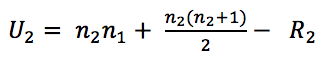 U₂ = n₂n₁ + n₂(n₂+1)/2 − R₂